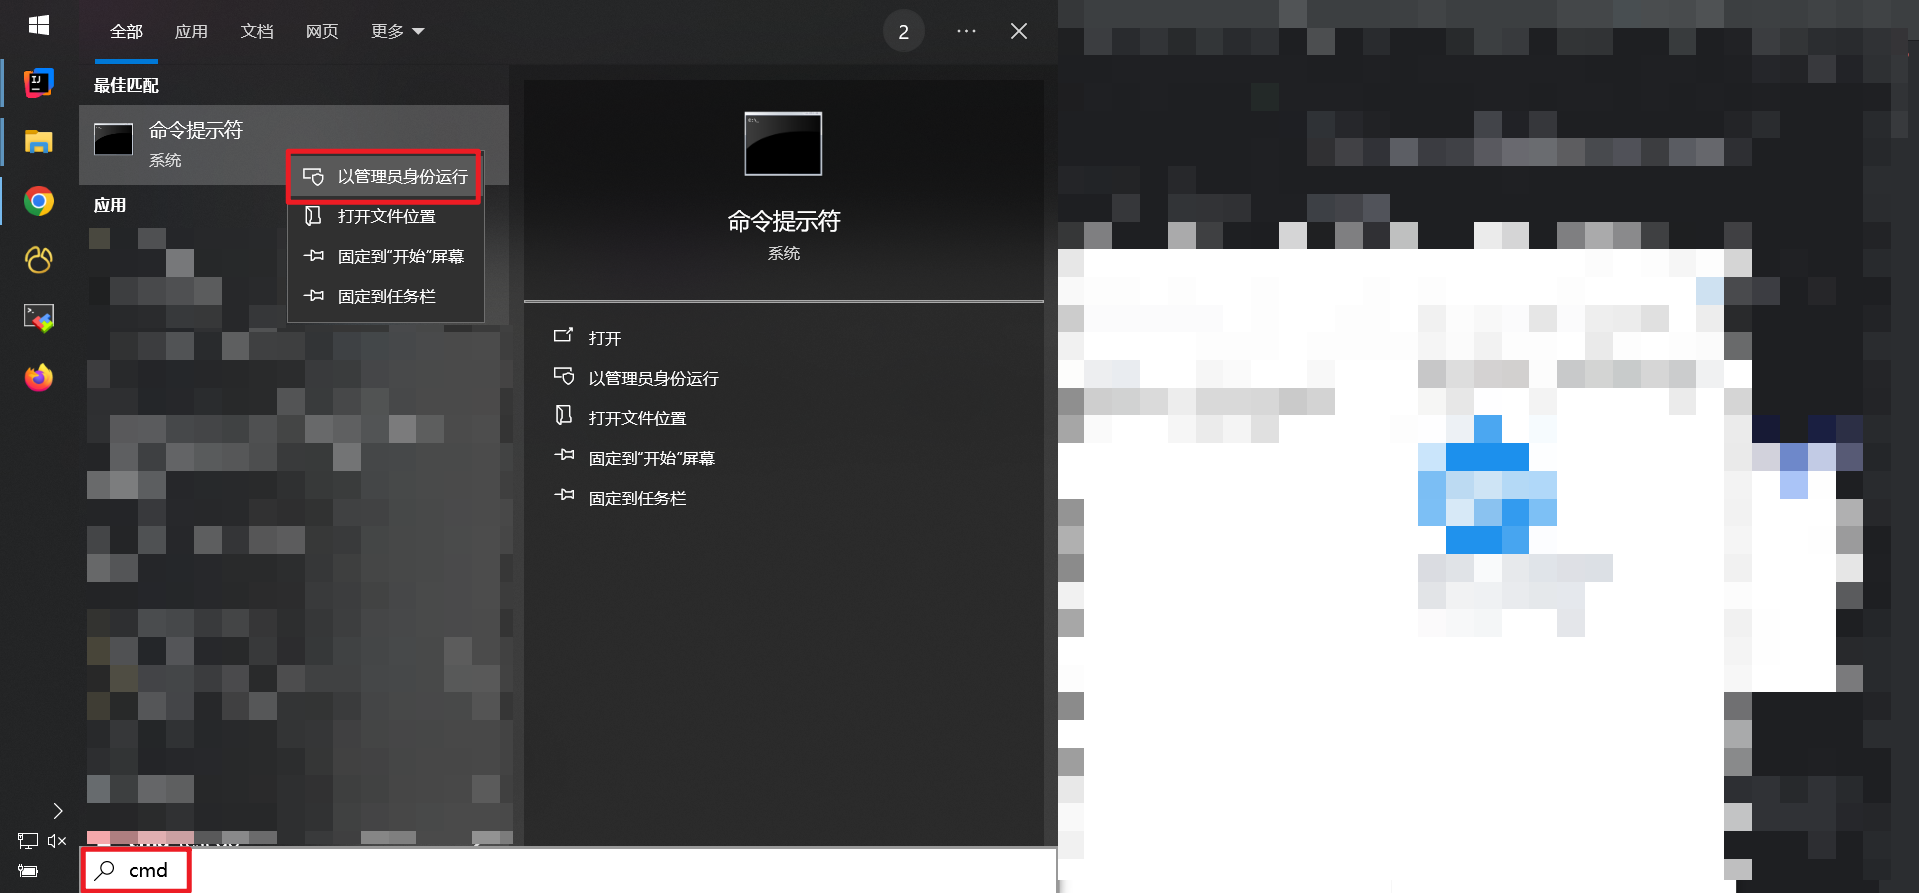 全部 应用 文档 网页 更多 2
最佳匹配
命令提示符
系统
以管理员身份运行
打开文件位置
固定到"开始"屏幕
固定到任务栏
应用
命令提示符
系统
打开
以管理员身份运行
打开文件位置
固定到"开始"屏幕
固定到任务栏
cmd